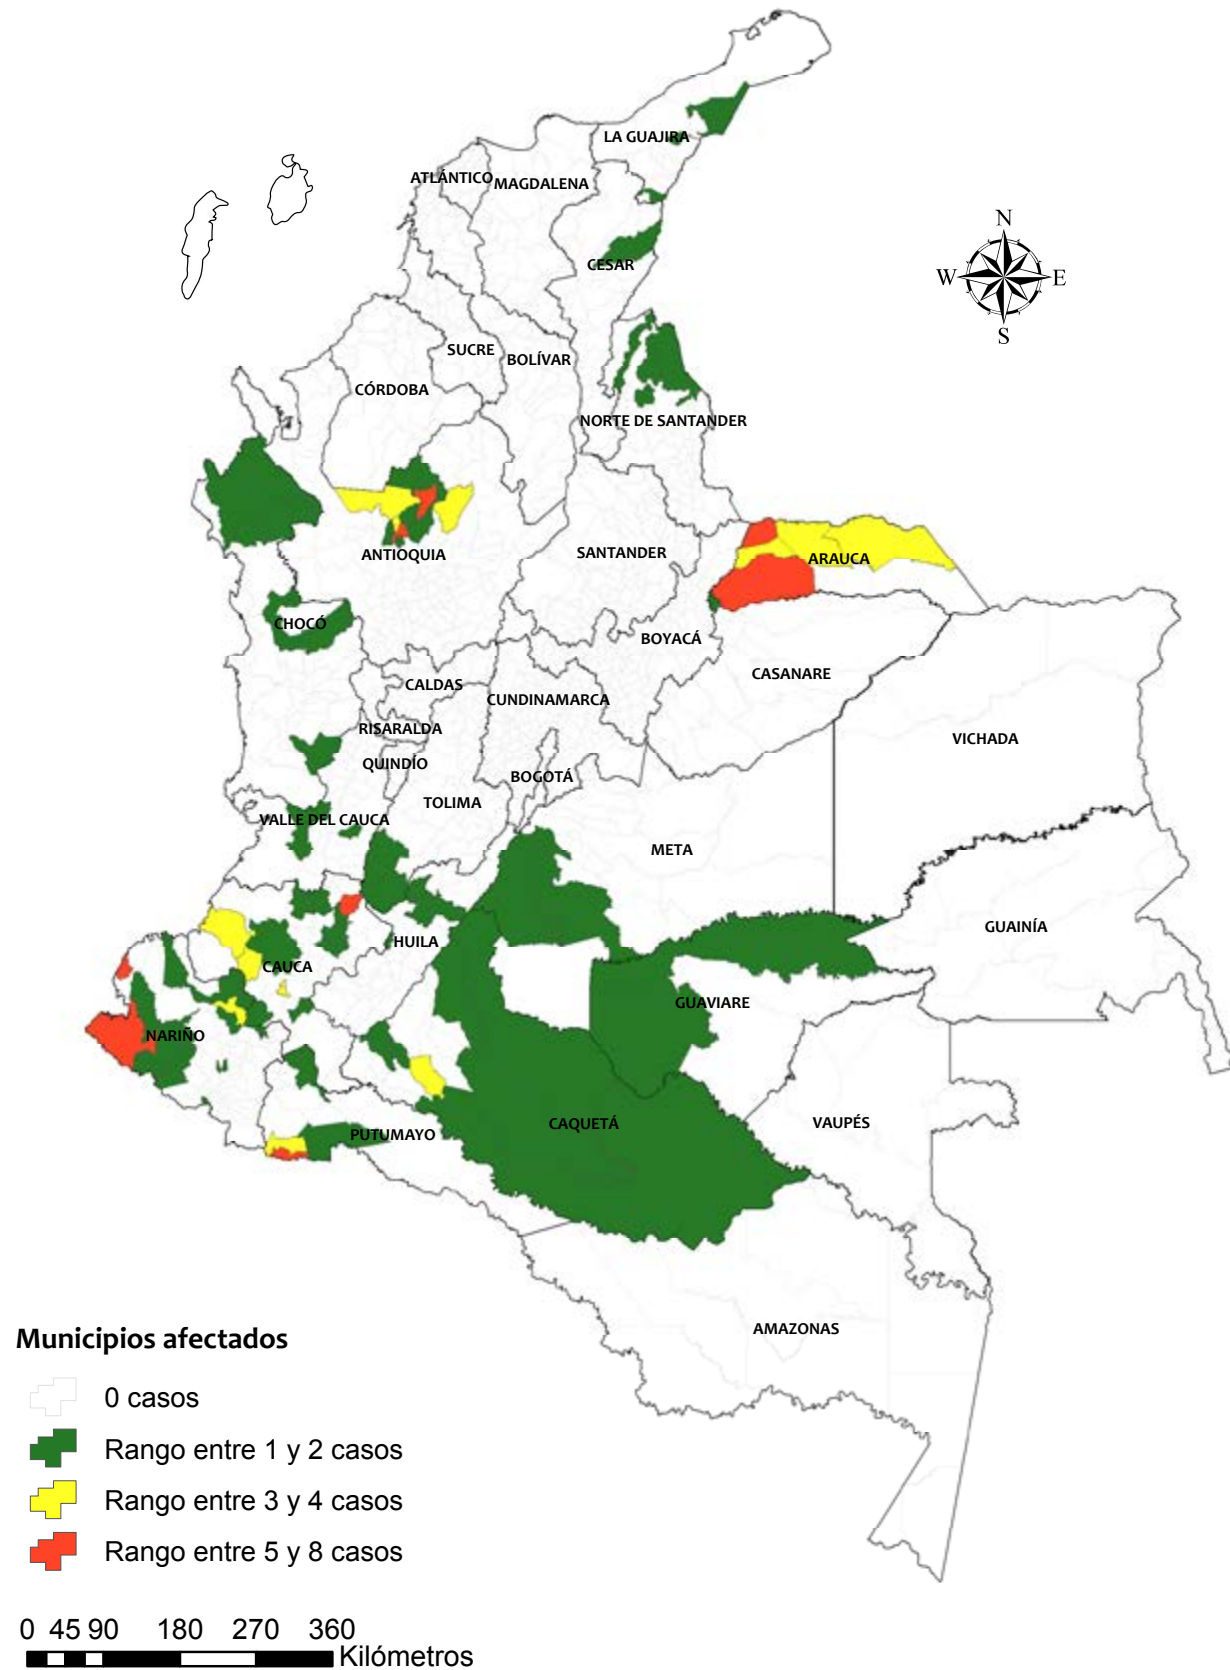 LA GUAJIRA
ATLÁNTICO
MAGDALENA
N
W
E
S
CESAR
SUCRE
BOLÍVAR
CÓRDOBA
NORTE DE SANTANDER
ANTIOQUIA
SANTANDER
ARAUCA
CHOCÓ
BOYACÁ
CASANARE
CALDAS
CUNDINAMARCA
RISARALDA
VICHADA
QUINDÍO
BOGOTÁ
TOLIMA
VALLE DEL CAUCA
META
GUAINÍA
HUILA
CAUCA
GUAVIARE
NARIÑO
CAQUETÁ
VAUPÉS
PUTUMAYO
AMAZONAS
Municipios afectados
0 casos
Rango entre 1 y 2 casos
Rango entre 3 y 4 casos
Rango entre 5 y 8 casos
0 45 90 180 270 360
Kilómetros